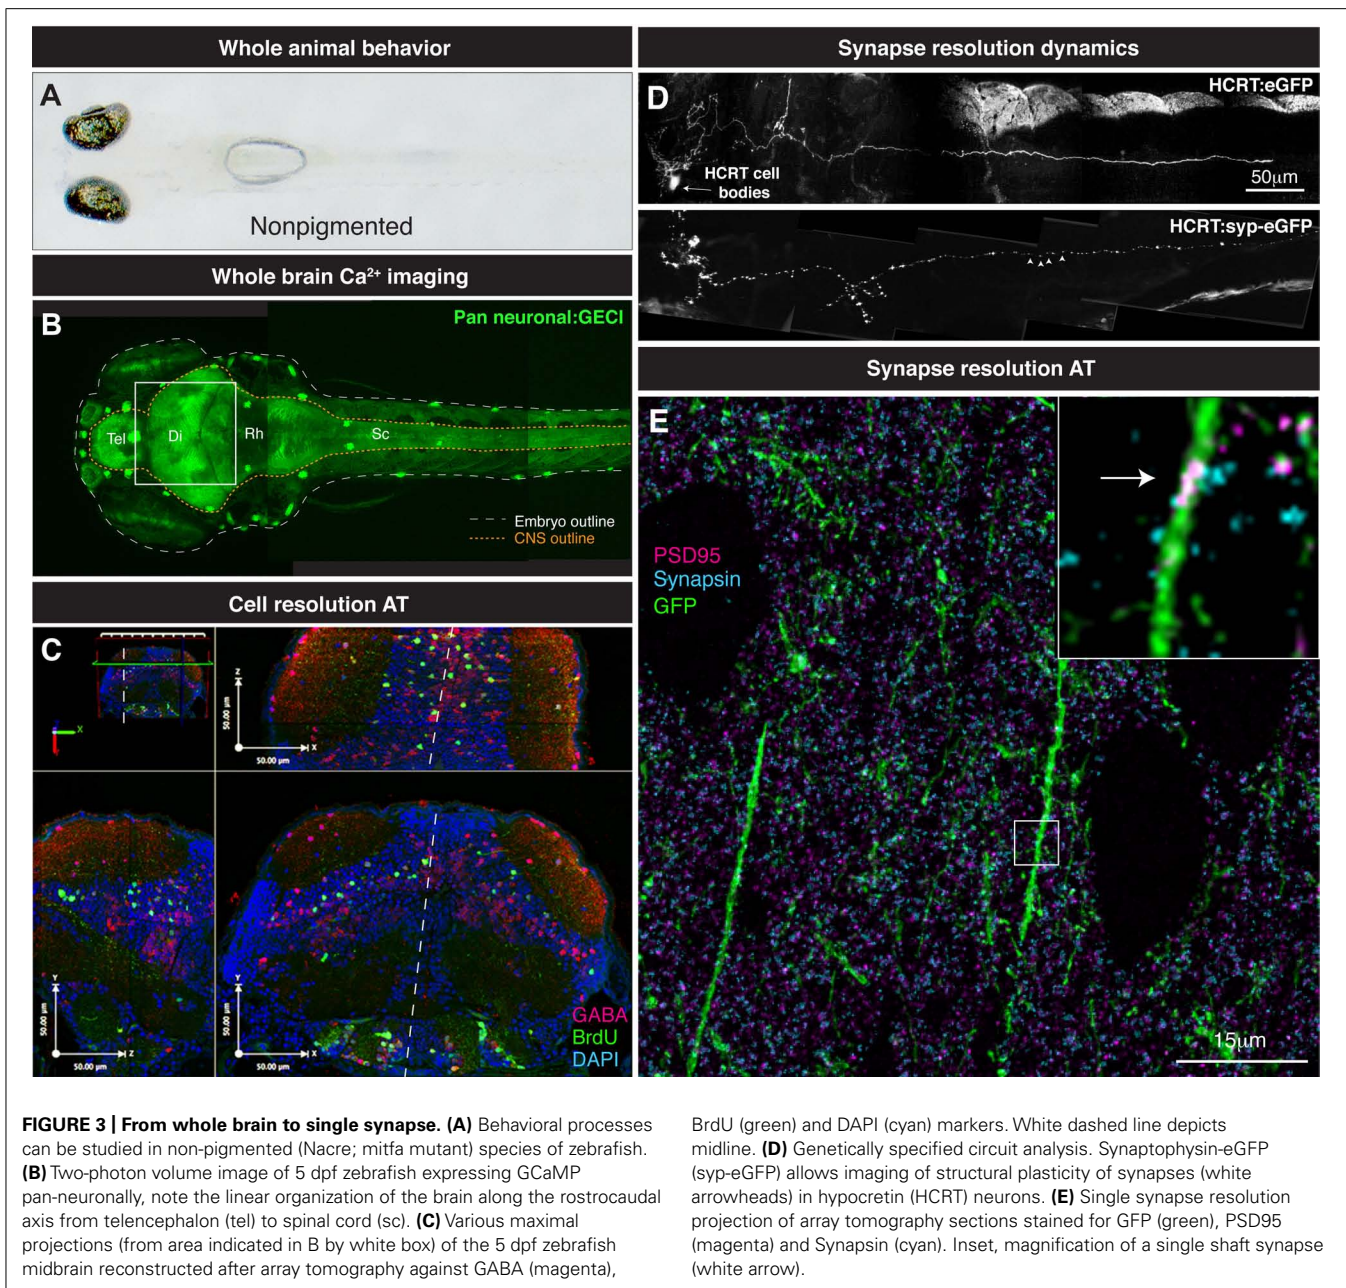 Whole animal behavior
A
Nonpigmented
Whole brain Ca²⁺ imaging
B
Pan neuronal:GECI
Tel
Di
Rh
Sc
Embryo outline
CNS outline
Cell resolution AT
C
X
Z
50.00 µm
X
50.00 µm
Y
50.00 µm
Z
50.00 µm
Y
50.00 µm
X
50.00 µm
GABA
BrdU
DAPI
Synapse resolution dynamics
D
HCRT:eGFP
HCRT cell
bodies
50µm
HCRT:syp-eGFP
Synapse resolution AT
E
PSD95
Synapsin
GFP
15µm
FIGURE 3 | From whole brain to single synapse. (A) Behavioral processes
can be studied in non-pigmented (Nacre; mitfa mutant) species of zebrafish.
(B) Two-photon volume image of 5 dpf zebrafish expressing GCaMP
pan-neuronally, note the linear organization of the brain along the rostrocaudal
axis from telencephalon (tel) to spinal cord (sc). (C) Various maximal
projections (from area indicated in B by white box) of the 5 dpf zebrafish
midbrain reconstructed after array tomography against GABA (magenta),
BrdU (green) and DAPI (cyan) markers. White dashed line depicts
midline. (D) Genetically specified circuit analysis. Synaptophysin-eGFP
(syp-eGFP) allows imaging of structural plasticity of synapses (white
arrowheads) in hypocretin (HCRT) neurons. (E) Single synapse resolution
projection of array tomography sections stained for GFP (green), PSD95
(magenta) and Synapsin (cyan). Inset, magnification of a single shaft synapse
(white arrow).